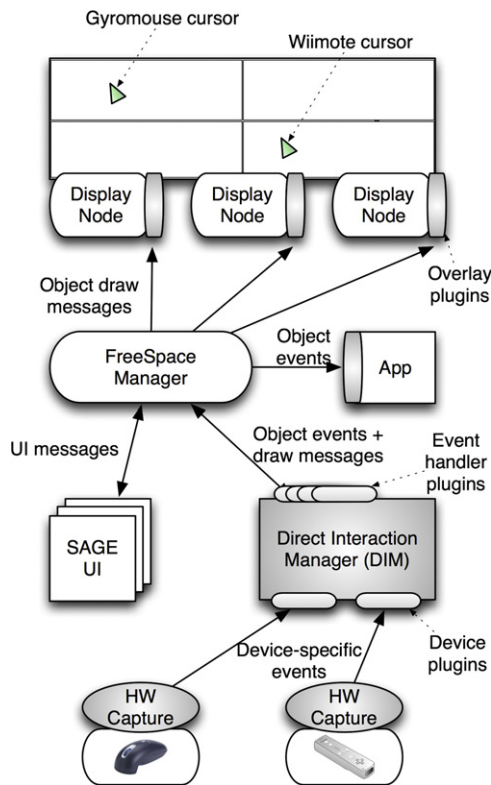 Gyromouse cursor
Wiimote cursor
Display
Node
Display
Node
Display
Node
Overlay
plugins
Object draw
messages
Object
events
FreeSpace
Manager
App
UI messages
Object events +
draw messages
Event
handler
plugins
SAGE
UI
Direct Interaction
Manager (DIM)
Device-specific
events
Device
plugins
HW
Capture
HW
Capture